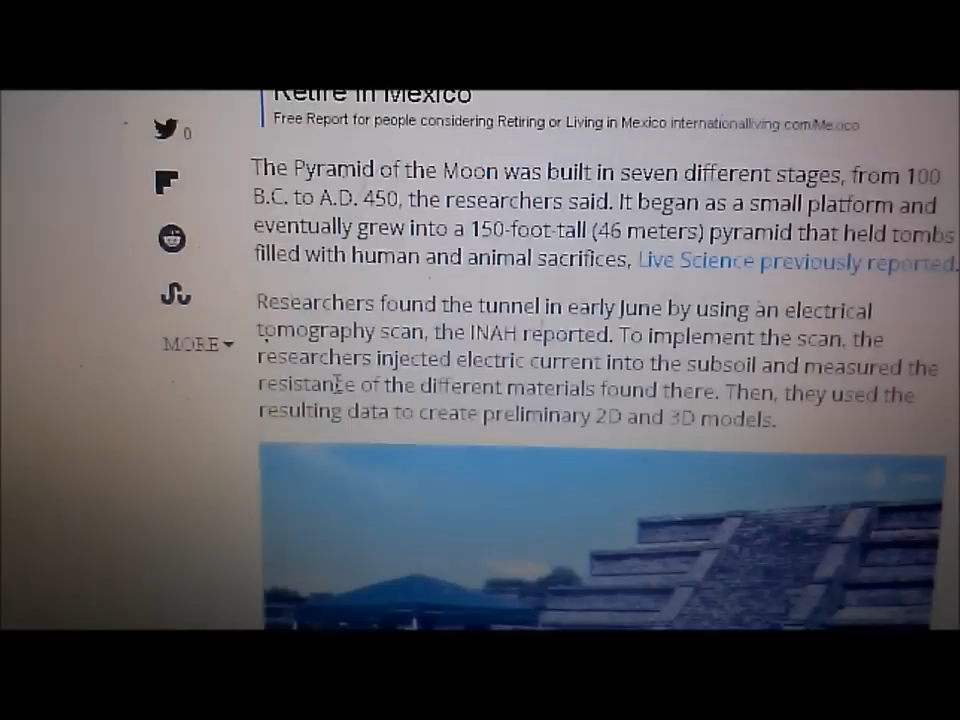 Retire in Mexico
Free Report for people considering Retiring or Living in Mexico internationalliving.com/Mexico
0
The Pyramid of the Moon was built in seven different stages, from 100
B.C. to A.D. 450, the researchers said. It began as a small platform and
eventually grew into a 150-foot-tall (46 meters) pyramid that held tombs
filled with human and animal sacrifices, Live Science previously reported.
Researchers found the tunnel in early June by using an electrical
tomography scan, the INAH reported. To implement the scan, the
researchers injected electric current into the subsoil and measured the
resistance of the different materials found there. Then, they used the
resulting data to create preliminary 2D and 3D models.
MORE